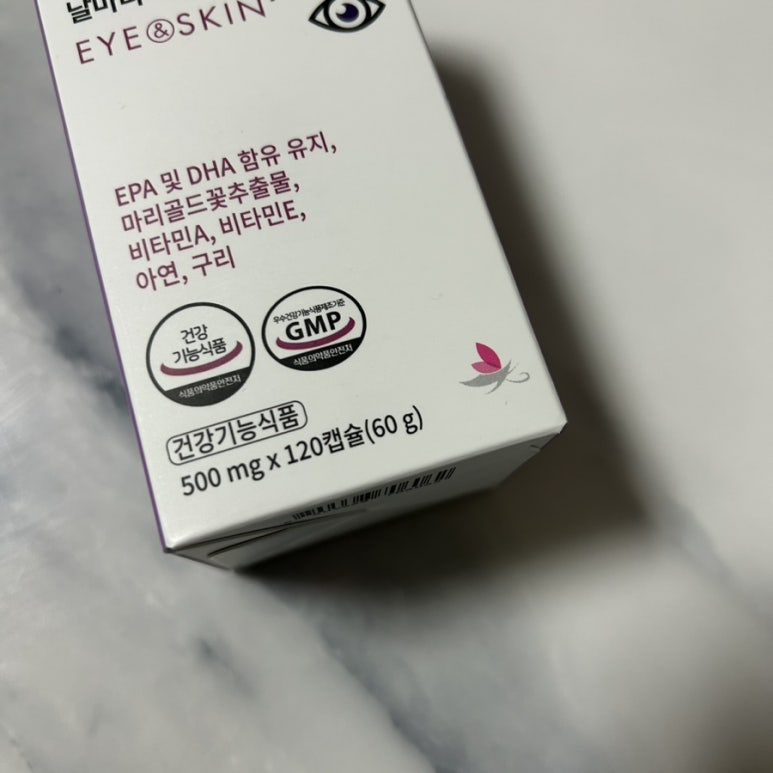 EYE&SKIN
EPA 및 DHA 함유 유지,
마리골드꽃추출물,
비타민A, 비타민E,
아연, 구리
건강
기능식품
식품의약품안전처
우수건강기능식품제조기준
GMP
식품의약품안전처
건강기능식품
500 mg x 120캡슐(60 g)